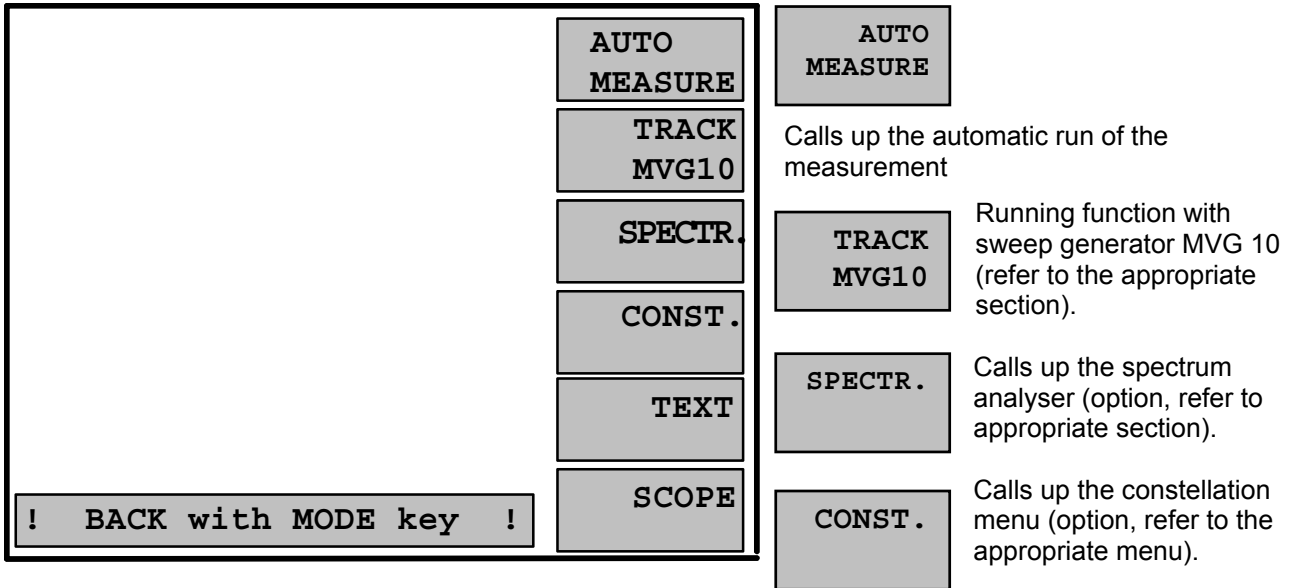 AUTO
MEASURE
TRACK
MVG10
SPECTR.
CONST.
TEXT
SCOPE
! BACK with MODE key !
AUTO
MEASURE
Calls up the automatic run of the
measurement
TRACK
MVG10
Running function with
sweep generator MVG 10
(refer to the appropriate
section).
SPECTR.
Calls up the spectrum
analyser (option, refer to
appropriate section).
CONST.
Calls up the constellation
menu (option, refer to the
appropriate menu).